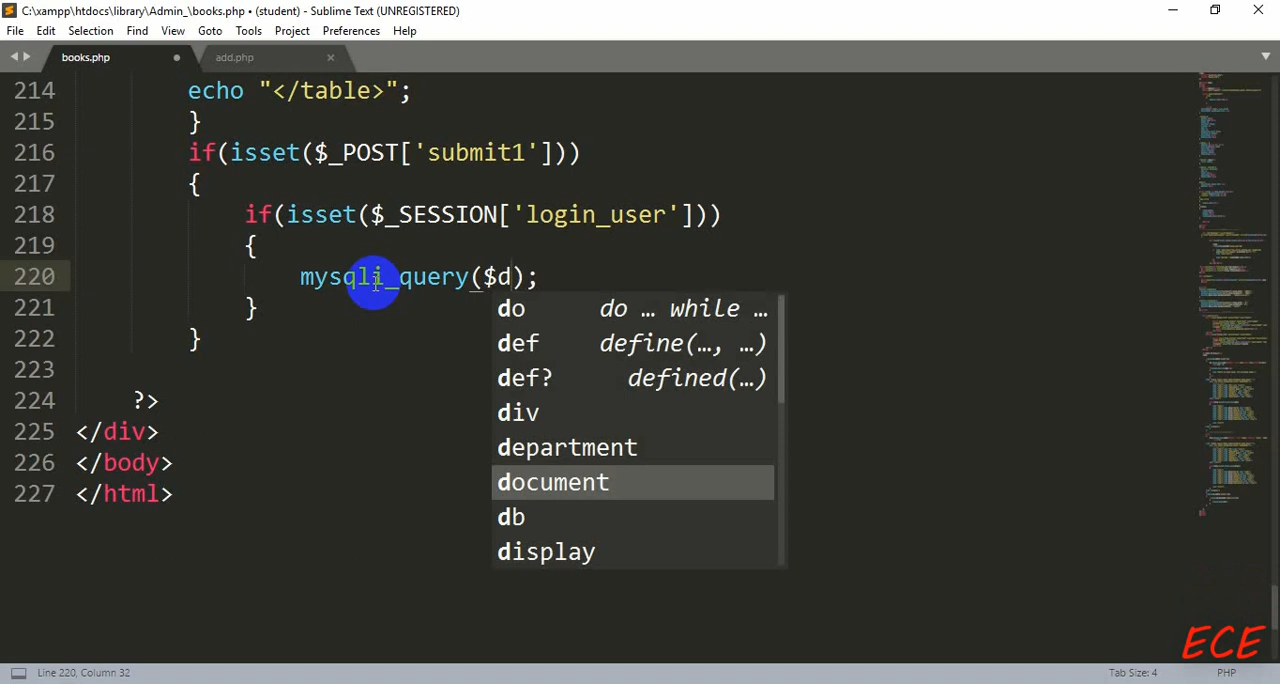 C:\xampp\htdocs\library\Admin_\books.php • (student) - Sublime Text (UNREGISTERED)
File Edit Selection Find View Goto Tools Project Preferences Help
books.php add.php
214 echo "</table>";
215 }
216 if(isset($_POST['submit1']))
217 {
218 if(isset($_SESSION['login_user']))
219 {
220 mysqli_query($d);
221 }
222 }
223
224 ?>
225 </div>
226 </body>
227 </html>
do do … while …
def define(…, …)
def? defined(…)
div
department
document
db
display
ECE
Line 220, Column 32 Tab Size: 4 PHP